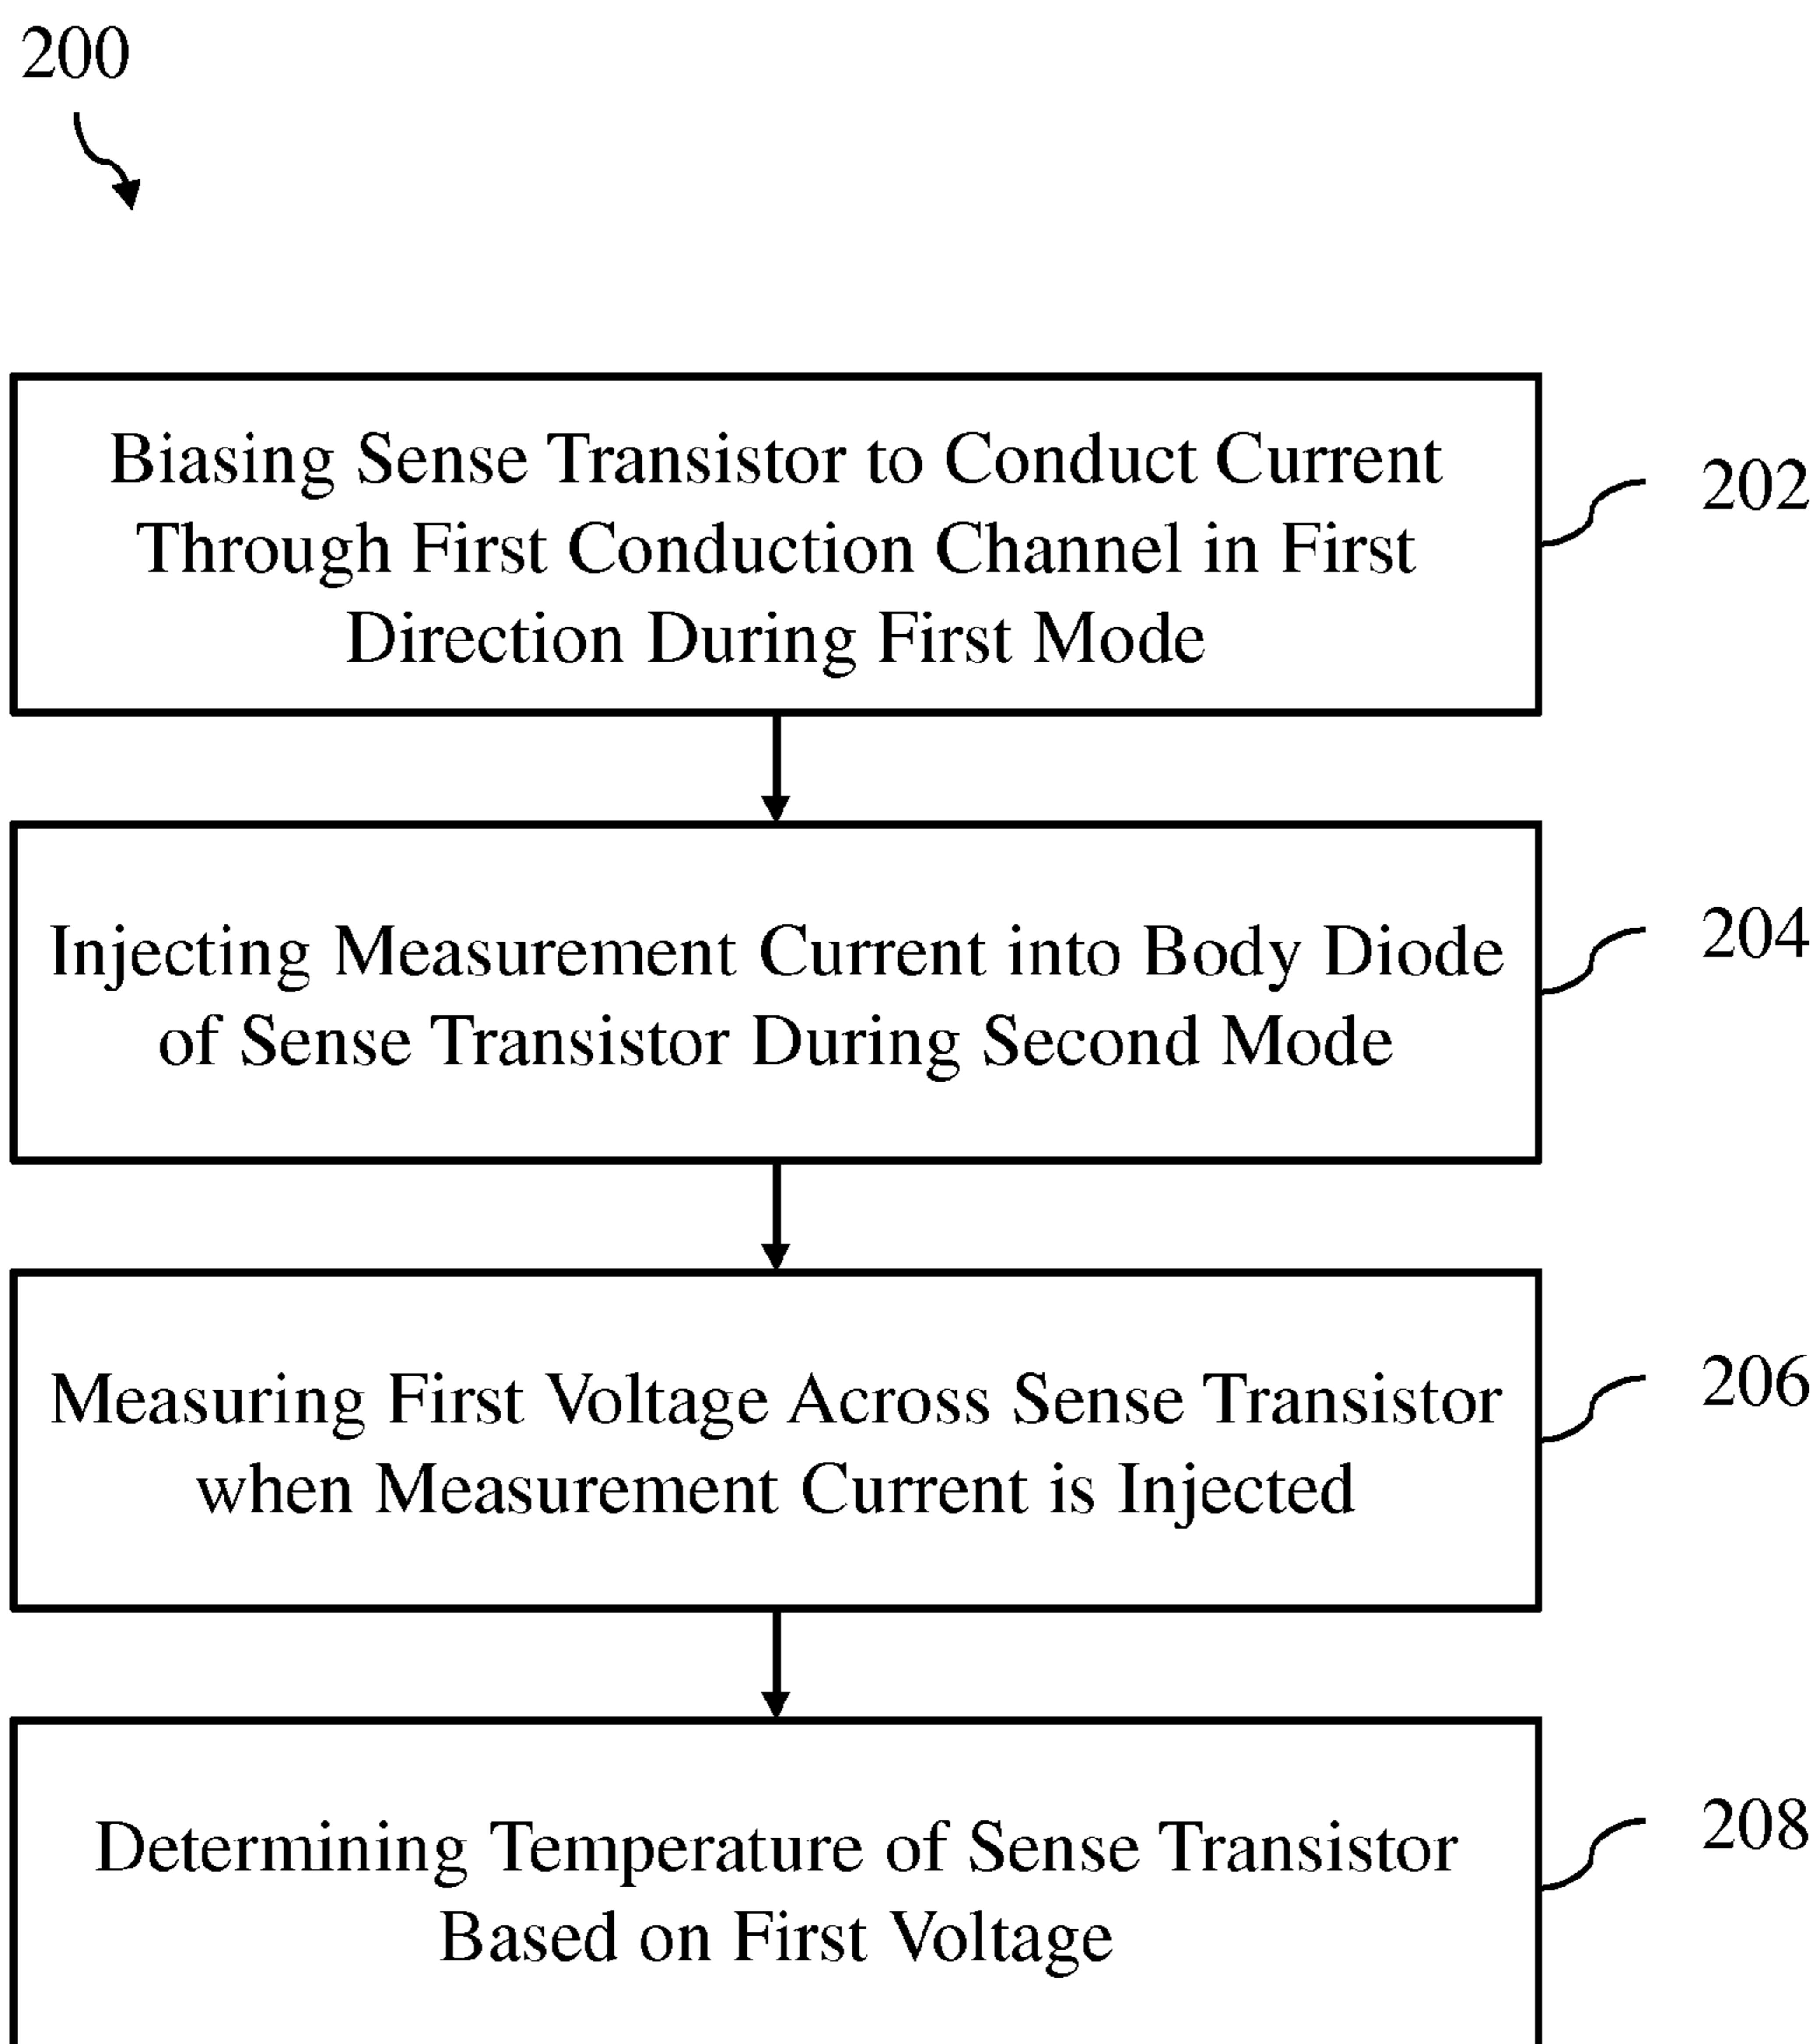 200
Biasing Sense Transistor to Conduct Current
Through First Conduction Channel in First
Direction During First Mode
202
Injecting Measurement Current into Body Diode
of Sense Transistor During Second Mode
204
Measuring First Voltage Across Sense Transistor
when Measurement Current is Injected
206
Determining Temperature of Sense Transistor
Based on First Voltage
208